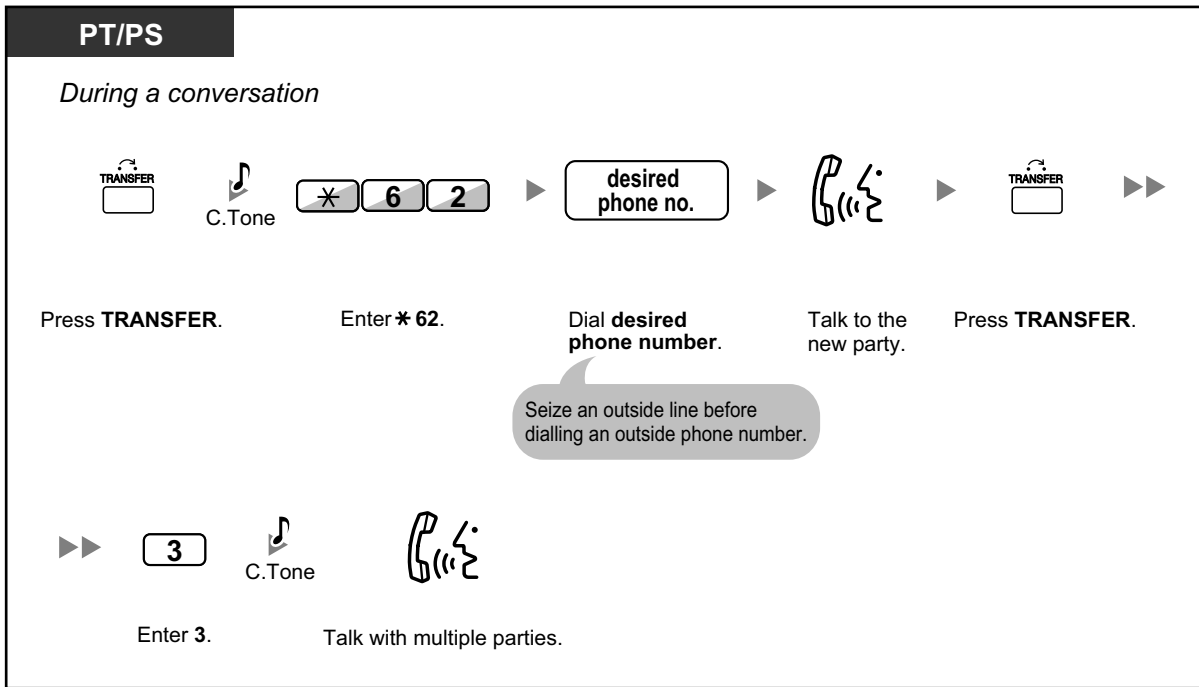 PT/PS
During a conversation
TRANSFER
C.Tone
* 6 2
desired
phone no.
TRANSFER
Press TRANSFER.
Enter * 62.
Dial desired
phone number.
Talk to the
new party.
Press TRANSFER.
Seize an outside line before
dialling an outside phone number.
3
C.Tone
Enter 3.
Talk with multiple parties.